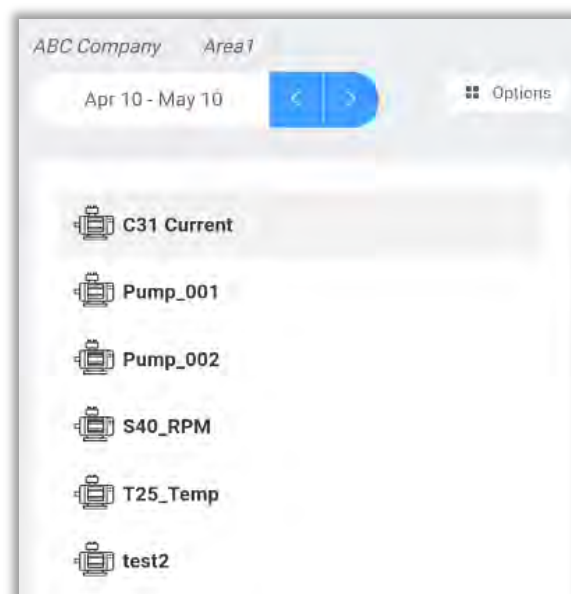 ABC Company Area1
Apr 10 - May 10
Options
C31 Current
Pump_001
Pump_002
S40_RPM
T25_Temp
test2